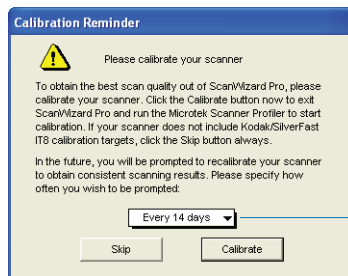 Calibration Reminder
Please calibrate your scanner
To obtain the best scan quality out of ScanWizard Pro, please
calibrate your scanner. Click the Calibrate button now to exit
ScanWizard Pro and run the Microtek Scanner Profiler to start
calibration. If your scanner does not include Kodak/SilverFast
IT8 calibration targets, click the Skip button always.
In the future, you will be prompted to recalibrate your scanner
to obtain consistent scanning results. Please specify how
often you wish to be prompted:
Every 14 days
Skip
Calibrate